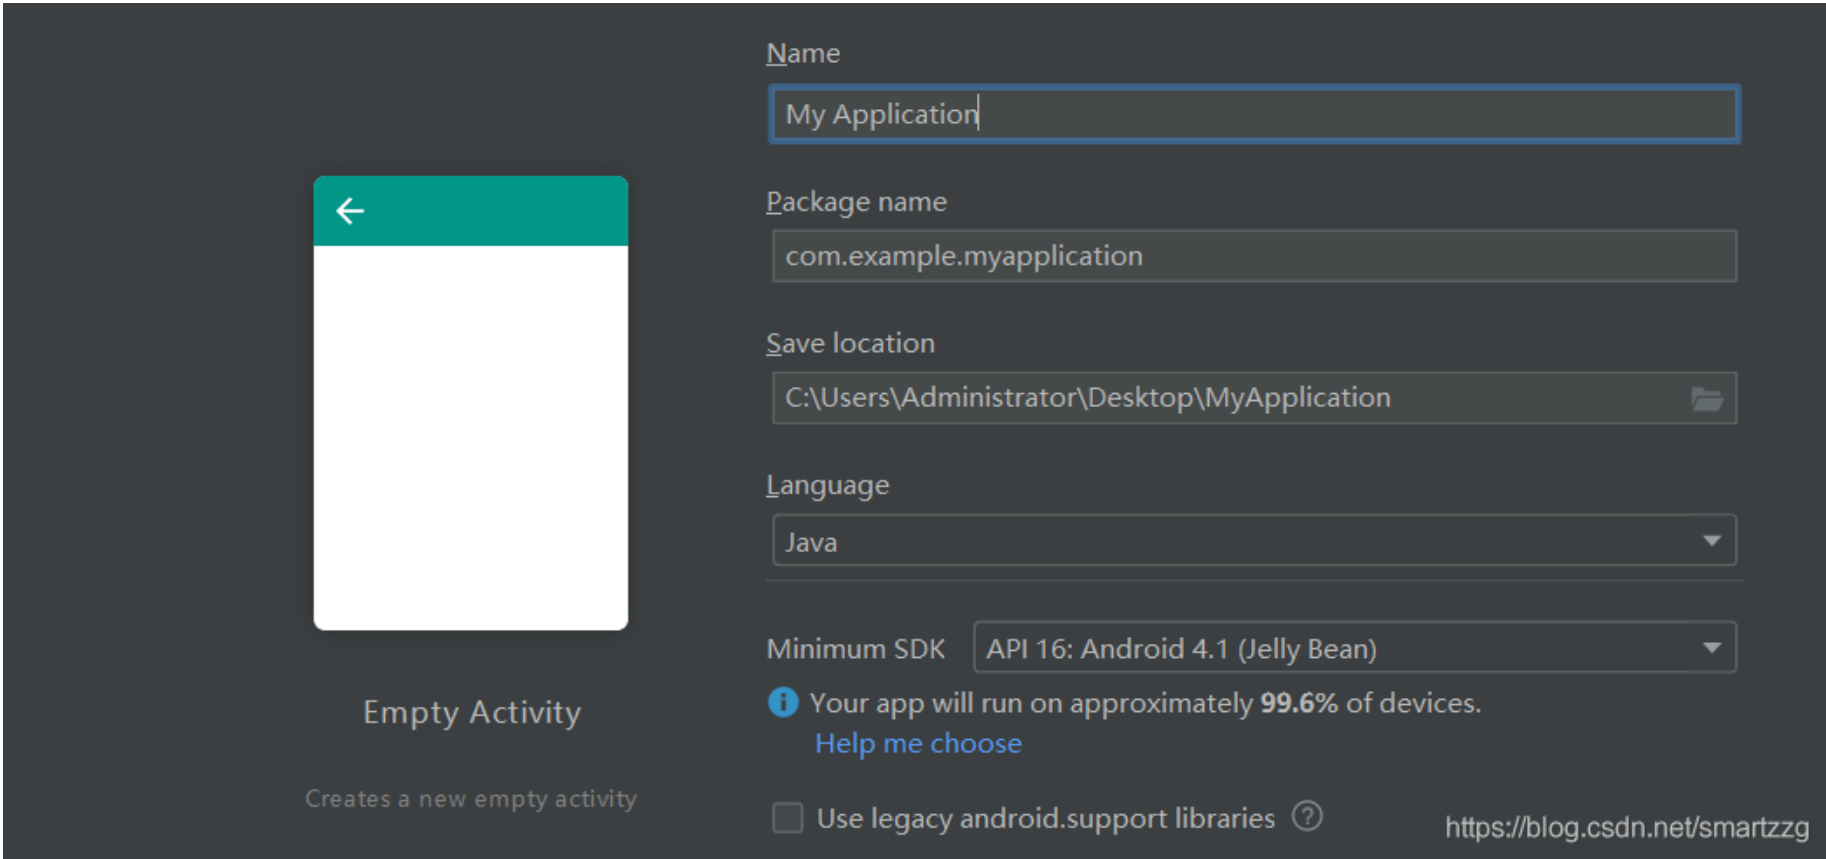 Name
My Application
Package name
com.example.myapplication
Save location
C:\Users\Administrator\Desktop\MyApplication
Language
Java
Minimum SDK API 16: Android 4.1 (Jelly Bean)
Your app will run on approximately 99.6% of devices.
Help me choose
Use legacy android.support libraries ?
Empty Activity
Creates a new empty activity
https://blog.csdn.net/smartzzg